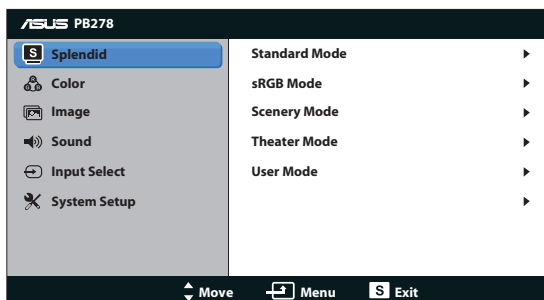 ASUS PB278
S Splendid
Color
Image
Sound
Input Select
System Setup
Standard Mode
sRGB Mode
Scenery Mode
Theater Mode
User Mode
Move Menu S Exit